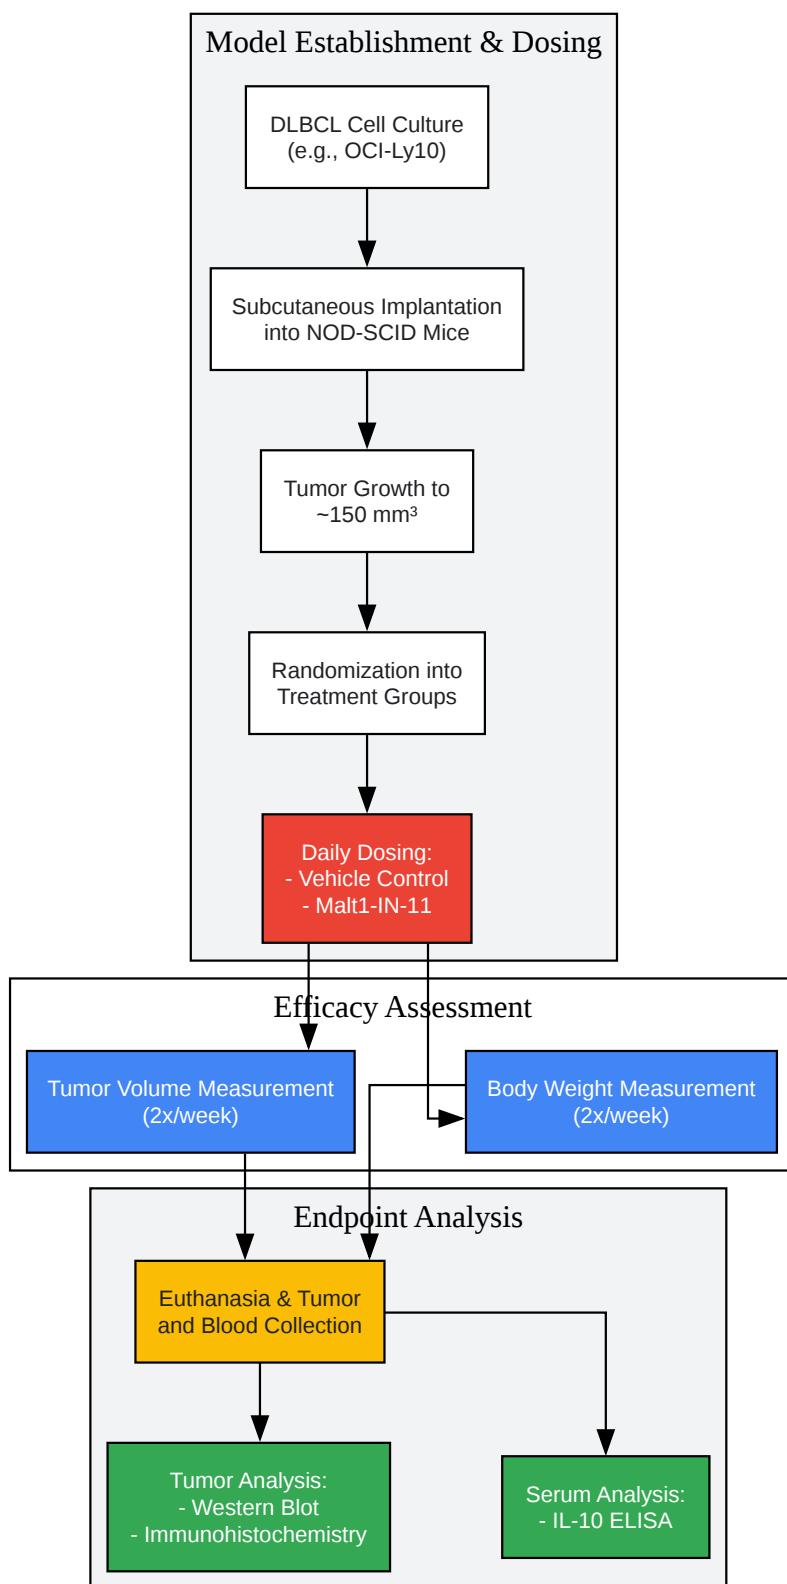 Model Establishment & Dosing
DLBCL Cell Culture
(e.g., OCI-Ly10)
Subcutaneous Implantation
into NOD-SCID Mice
Tumor Growth to
~150 mm³
Randomization into
Treatment Groups
Daily Dosing:
- Vehicle Control
- Malt1-IN-11
Efficacy Assessment
Tumor Volume Measurement
(2x/week)
Body Weight Measurement
(2x/week)
Endpoint Analysis
Euthanasia & Tumor
and Blood Collection
Tumor Analysis:
- Western Blot
- Immunohistochemistry
Serum Analysis:
- IL-10 ELISA